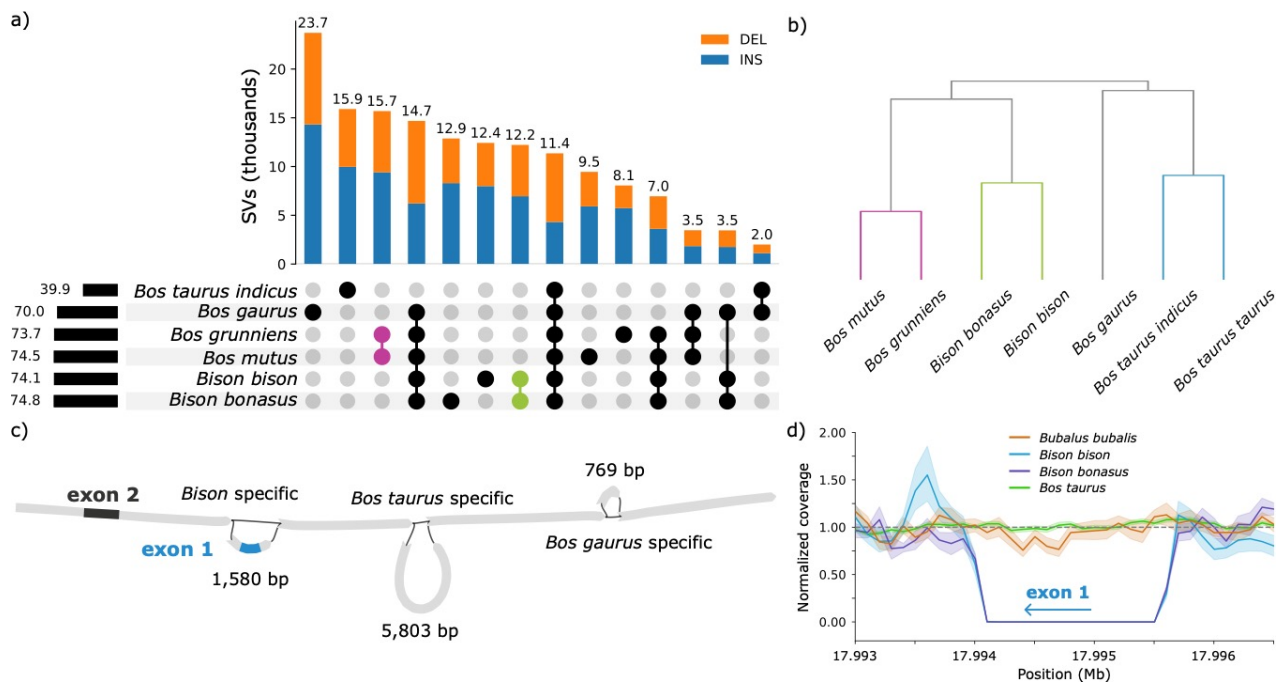 a)
23.7
15.9
15.7
14.7
12.9
12.4
12.2
11.4
9.5
8.1
7.0
3.5
3.5
2.0
DEL
INS
SVs (thousands)
20
15
10
5
0
39.9 Bos taurus indicus
70.0 Bos gaurus
73.7 Bos grunniens
74.5 Bos mutus
74.1 Bison bison
74.8 Bison bonasus
b)
Bos mutus
Bos grunniens
Bison bonasus
Bison bison
Bos gaurus
Bos taurus indicus
Bos taurus taurus
c)
exon 2
Bison specific
exon 1
1,580 bp
Bos taurus specific
5,803 bp
769 bp
Bos gaurus specific
d)
Normalized coverage
2.00
1.50
1.00
0.50
0.00
Bubalus bubalis
Bison bison
Bison bonasus
Bos taurus
exon 1
17.993 17.994 17.995 17.996
Position (Mb)